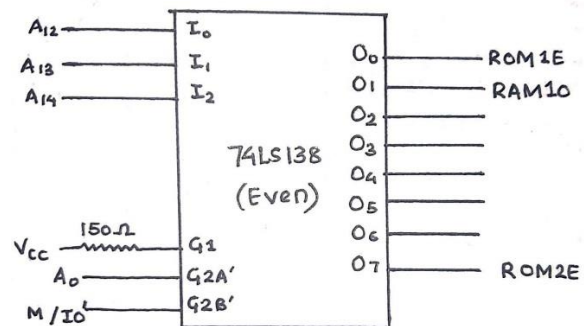 A12 I0
A13 I1
A14 I2
O0 ROM1E
O1 RAM10
O2
O3
74LS138
O4
(Even)
O5
O6
150Ω
VCC G1
O7 ROM2E
A0 G2A'
M/IO' G2B'